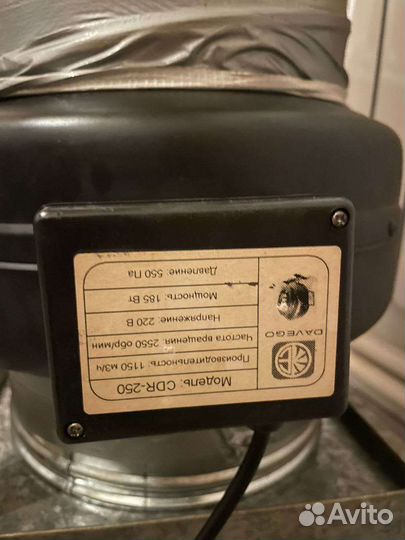 Модель: CDR-250
Производительность: 1150 м3/ч
Частота вращения: 2550 обр/мин
Напряжение: 220 В
Мощность: 185 Вт
Давление: 550 Па
DAVEGO
Avito